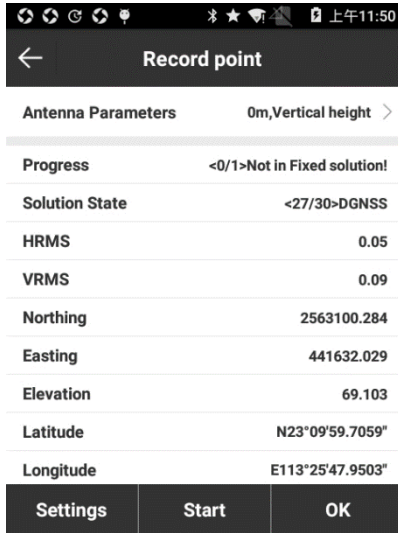 上午11:50
Record point
Antenna Parameters 0m,Vertical height
Progress <0/1>Not in Fixed solution!
Solution State <27/30>DGNSS
HRMS 0.05
VRMS 0.09
Northing 2563100.284
Easting 441632.029
Elevation 69.103
Latitude N23°09'59.7059"
Longitude E113°25'47.9503"
Settings Start OK